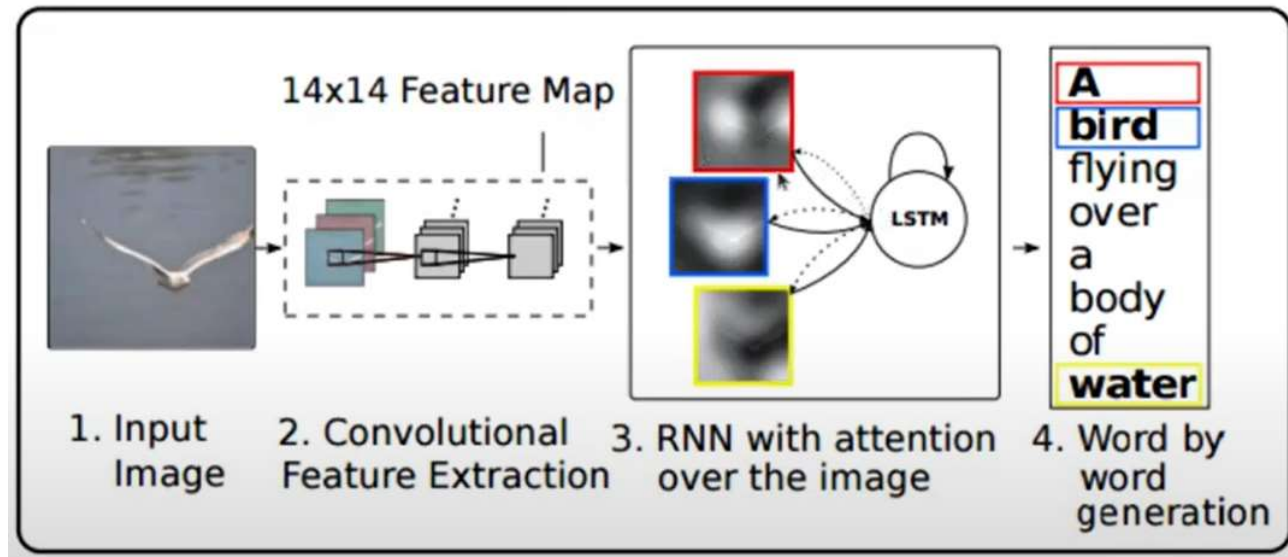 14x14 Feature Map
LSTM
A
bird
flying
over
a
body
of
water
1. Input
Image
2. Convolutional
Feature Extraction
3. RNN with attention
over the image
4. Word by
word
generation